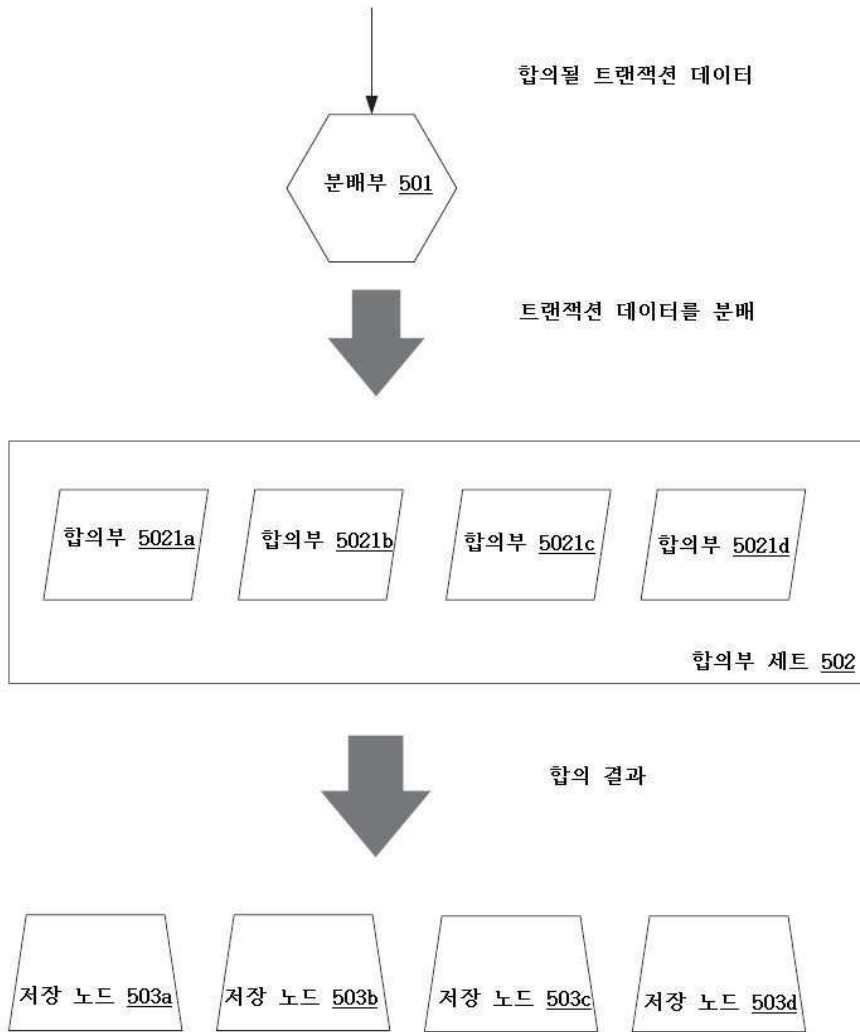 합의될 트랜잭션 데이터
분배부 501
트랜잭션 데이터를 분배
합의부 5021a
합의부 5021b
합의부 5021c
합의부 5021d
합의부 세트 502
합의 결과
저장 노드 503a
저장 노드 503b
저장 노드 503c
저장 노드 503d